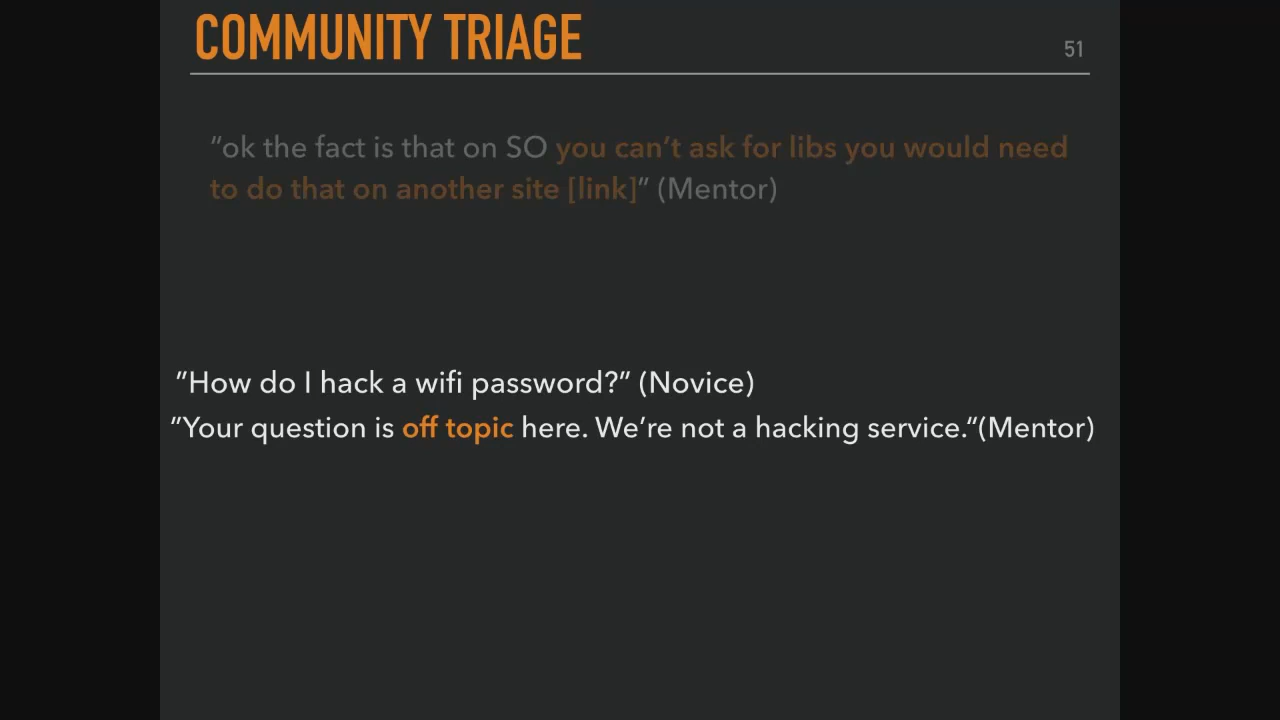 COMMUNITY TRIAGE
51
"ok the fact is that on SO you can't ask for libs you would need
to do that on another site [link]" (Mentor)
"How do I hack a wifi password?" (Novice)
"Your question is off topic here. We're not a hacking service."(Mentor)